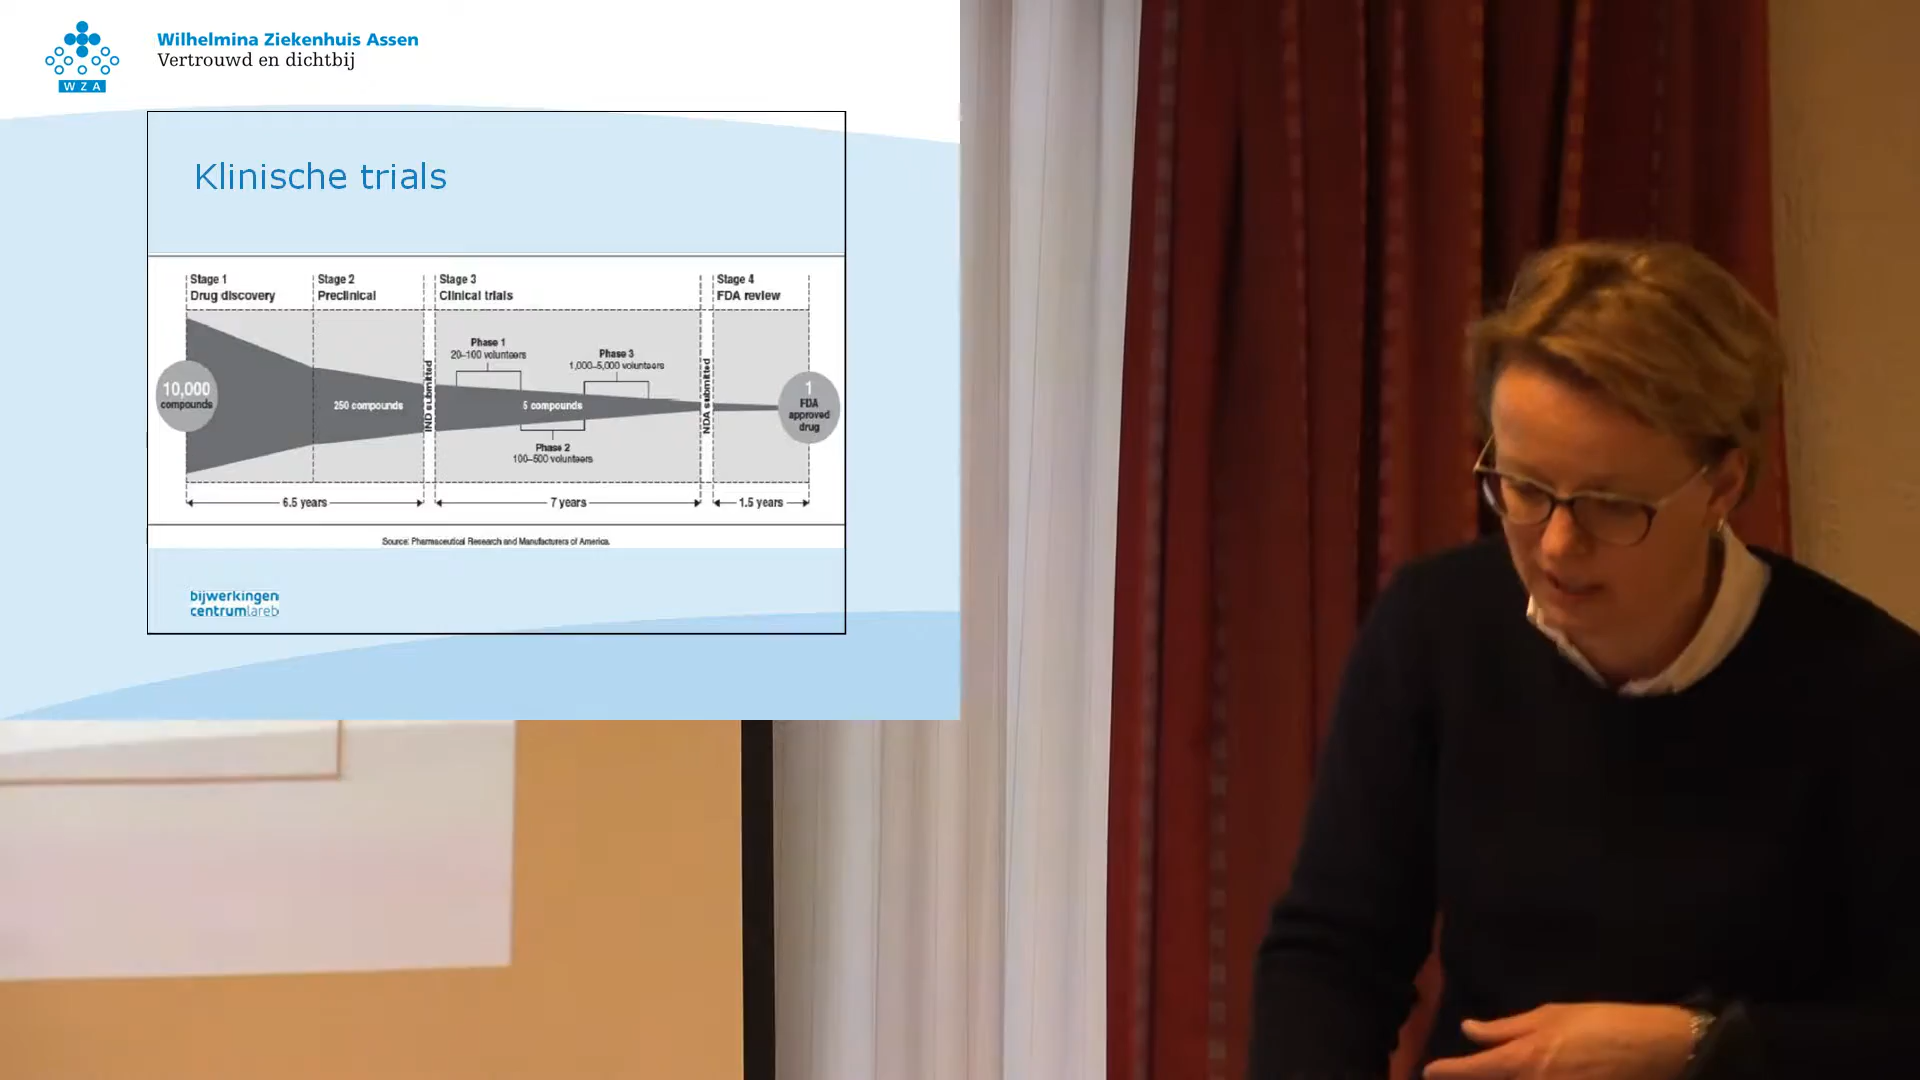 Wilhelmina Ziekenhuis Assen
Vertrouwd en dichtbij
W Z A
Klinische trials
Stage 1
Drug discovery
Stage 2
Preclinical
Stage 3
Clinical trials
Stage 4
FDA review
Phase 1
20–100 volunteers
Phase 3
1,000–5,000 volunteers
10,000
compounds
250 compounds
IND submitted
5 compounds
NDA submitted
1
FDA
approved
drug
Phase 2
100–500 volunteers
6.5 years
7 years
1.5 years
Source: Pharmaceutical Research and Manufacturers of America.
bijwerkingen
centrumlareb